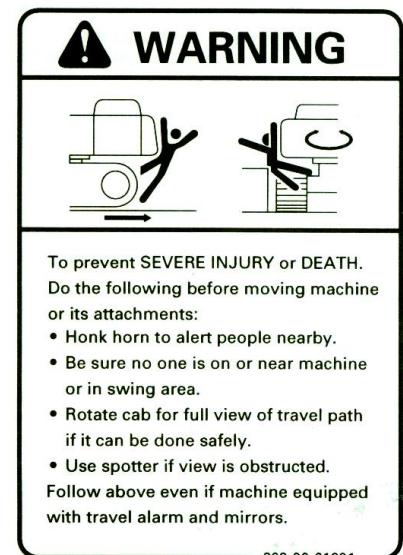 WARNING
To prevent SEVERE INJURY or DEATH.
Do the following before moving machine
or its attachments:
• Honk horn to alert people nearby.
• Be sure no one is on or near machine
or in swing area.
• Rotate cab for full view of travel path
if it can be done safely.
• Use spotter if view is obstructed.
Follow above even if machine equipped
with travel alarm and mirrors.